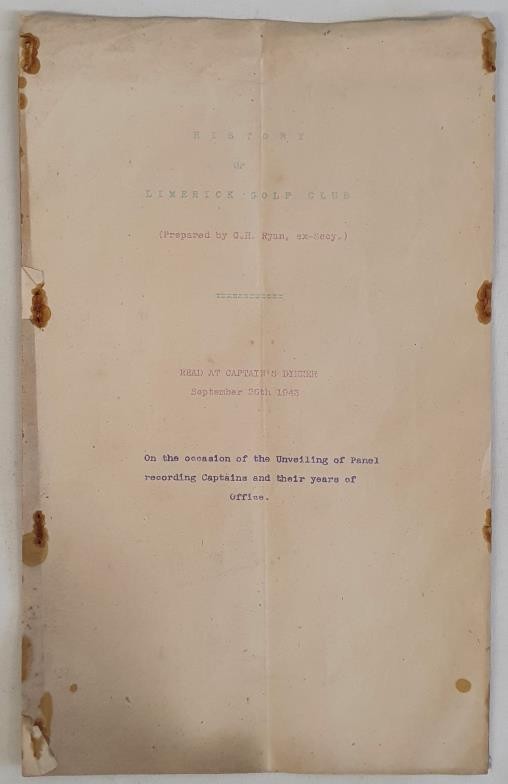 HISTORY
OF
LIMERICK GOLF CLUB
(Prepared by C.H. Ryan, ex-Secy.)
READ AT CAPTAIN'S DINNER
September 26th 1943
On the occasion of the Unveiling of Panel
recording Captains and their years of
Office.